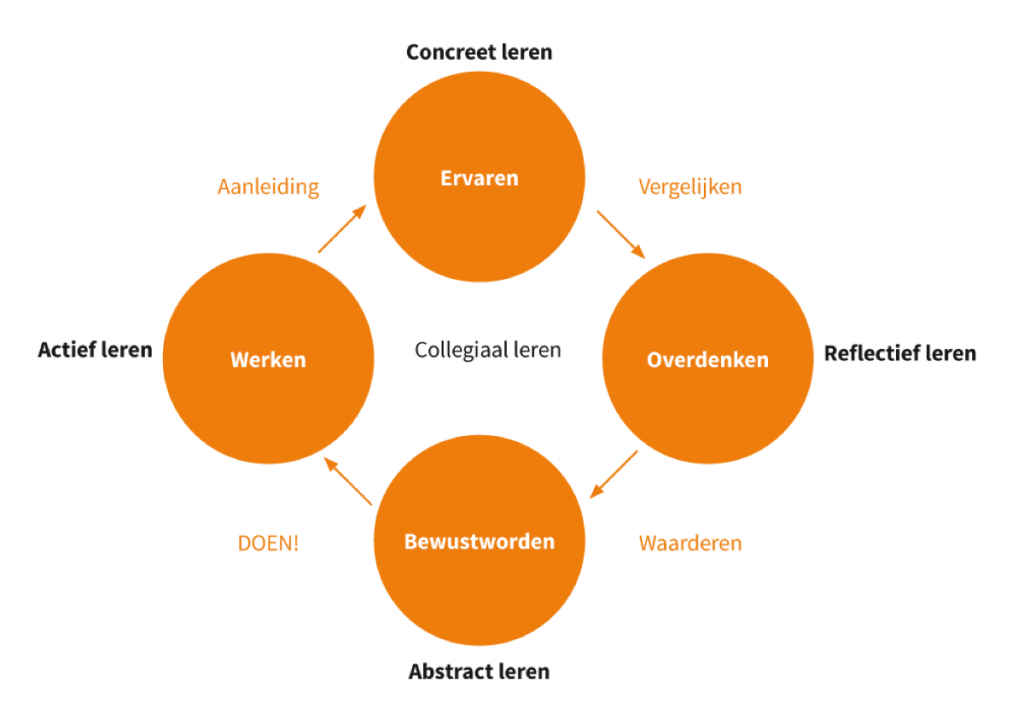 Concreet leren
Ervaren
Aanleiding
Vergelijken
Actief leren
Werken
Collegiaal leren
Overdenken
Reflectief leren
DOEN!
Bewustworden
Waarderen
Abstract leren